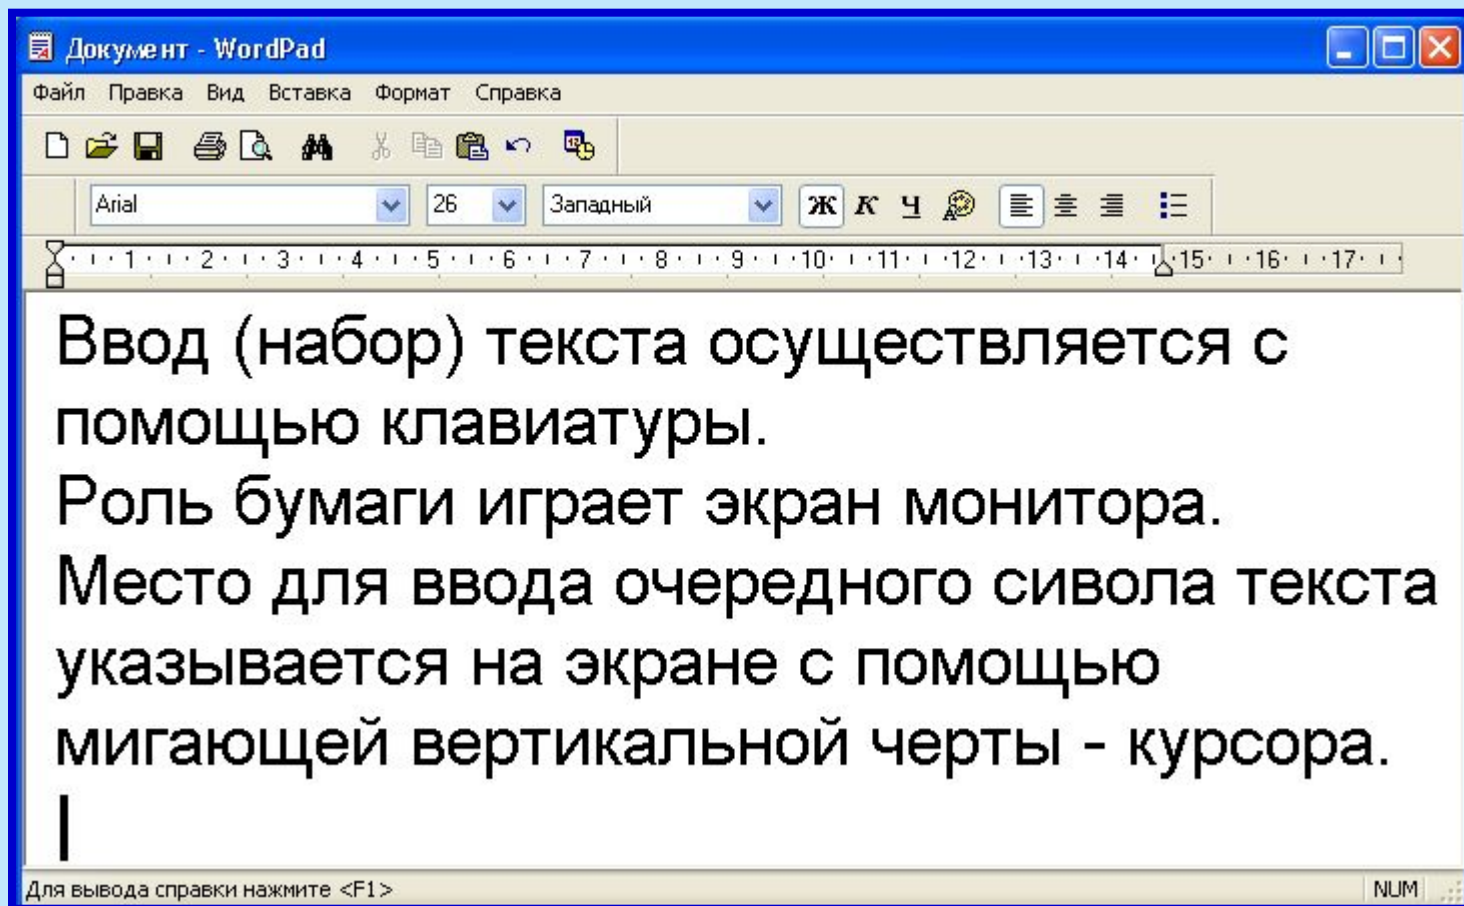 Документ - WordPad
Файл Правка Вид Вставка Формат Справка
Arial 26 Западный Ж К Ч
1 2 3 4 5 6 7 8 9 10 11 12 13 14 15 16 17
Ввод (набор) текста осуществляется с
помощью клавиатуры.
Роль бумаги играет экран монитора.
Место для ввода очередного сивола текста
указывается на экране с помощью
мигающей вертикальной черты - курсора.
Для вывода справки нажмите <F1> NUM